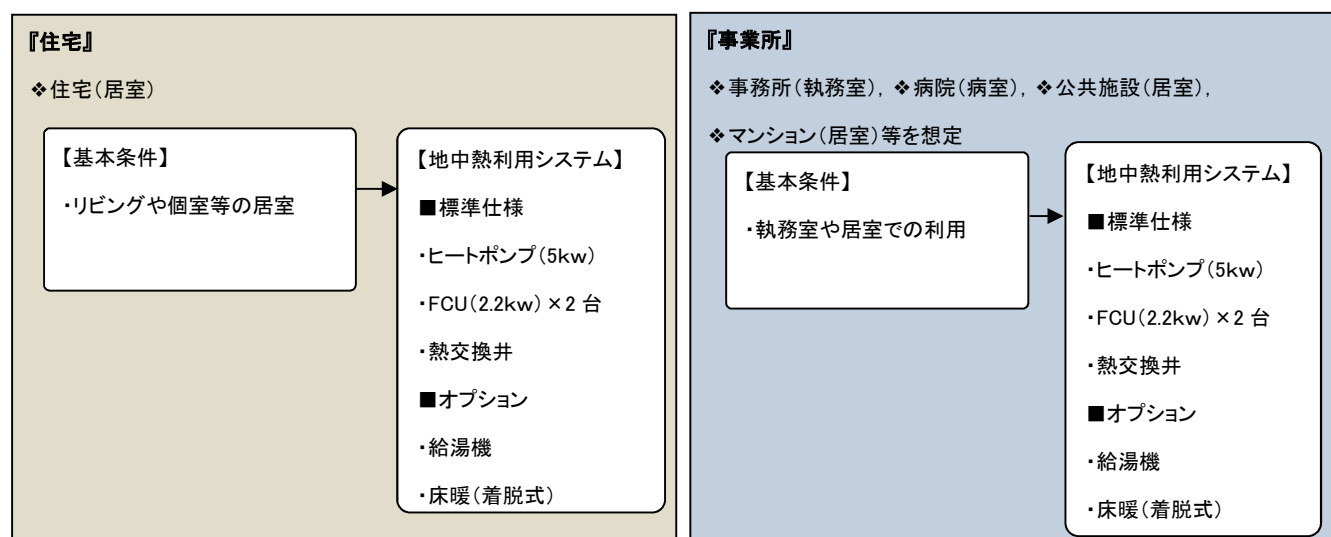 『住宅』
❖住宅(居室)
【基本条件】
・リビングや個室等の居室
【地中熱利用システム】
■標準仕様
・ヒートポンプ(5kw)
・FCU(2.2kw)×2 台
・熱交換井
■オプション
・給湯機
・床暖(着脱式)
『事業所』
❖事務所(執務室), ❖病院(病室), ❖公共施設(居室),
❖マンション(居室)等を想定
【基本条件】
・執務室や居室での利用
【地中熱利用システム】
■標準仕様
・ヒートポンプ(5kw)
・FCU(2.2kw)×2 台
・熱交換井
■オプション
・給湯機
・床暖(着脱式)